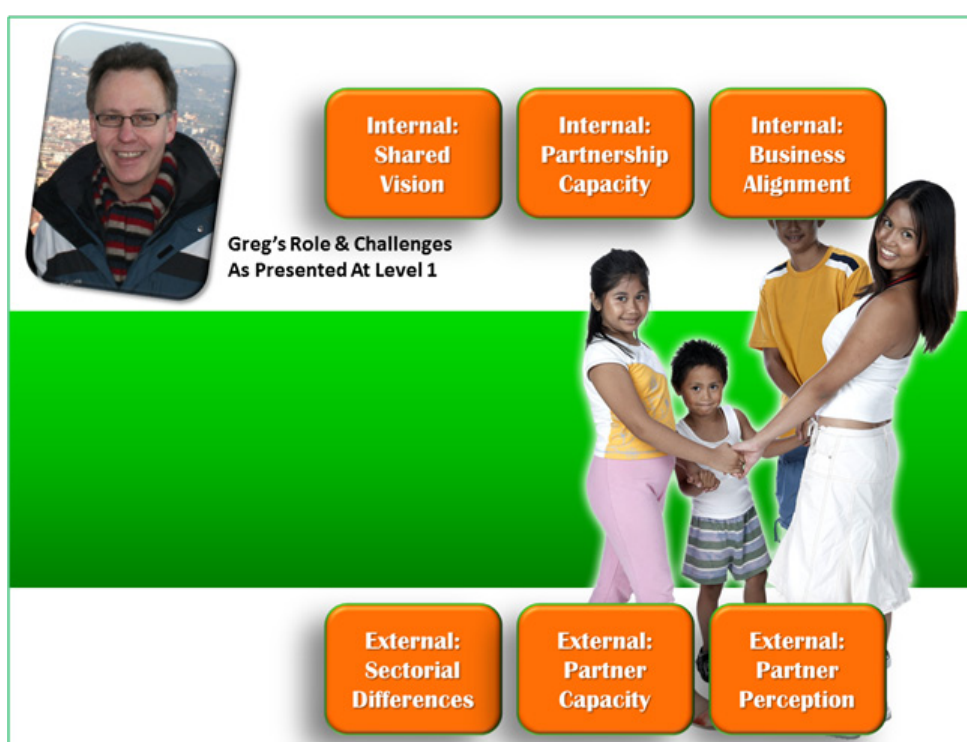 Internal:
Shared
Vision
Internal:
Partnership
Capacity
Internal:
Business
Alignment
Greg's Role & Challenges
As Presented At Level 1
External:
Sectorial
Differences
External:
Partner
Capacity
External:
Partner
Perception